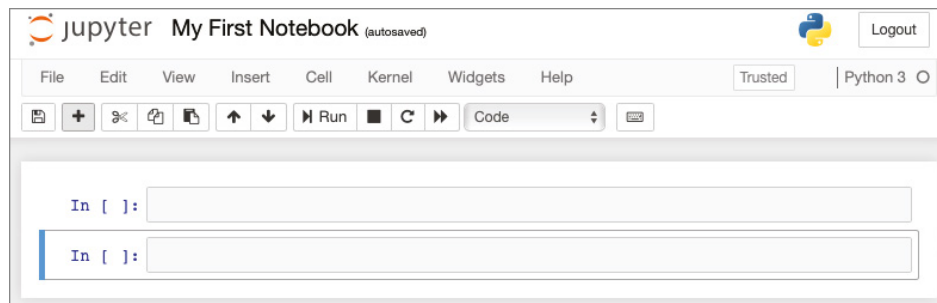 jupyter My First Notebook (autosaved) Logout
File Edit View Insert Cell Kernel Widgets Help Trusted Python 3
Run Code
In [ ]:
In [ ]: